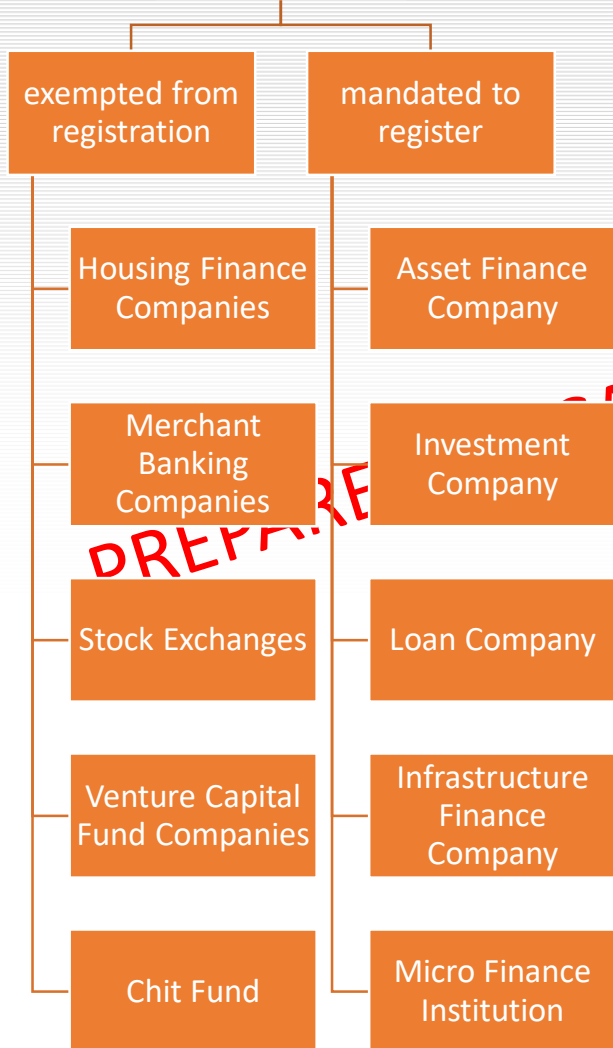 exempted from
registration
mandated to
register
Housing Finance
Companies
Asset Finance
Company
Merchant
Banking
Companies
Investment
Company
Stock Exchanges
Loan Company
Venture Capital
Fund Companies
Infrastructure
Finance
Company
Chit Fund
Micro Finance
Institution